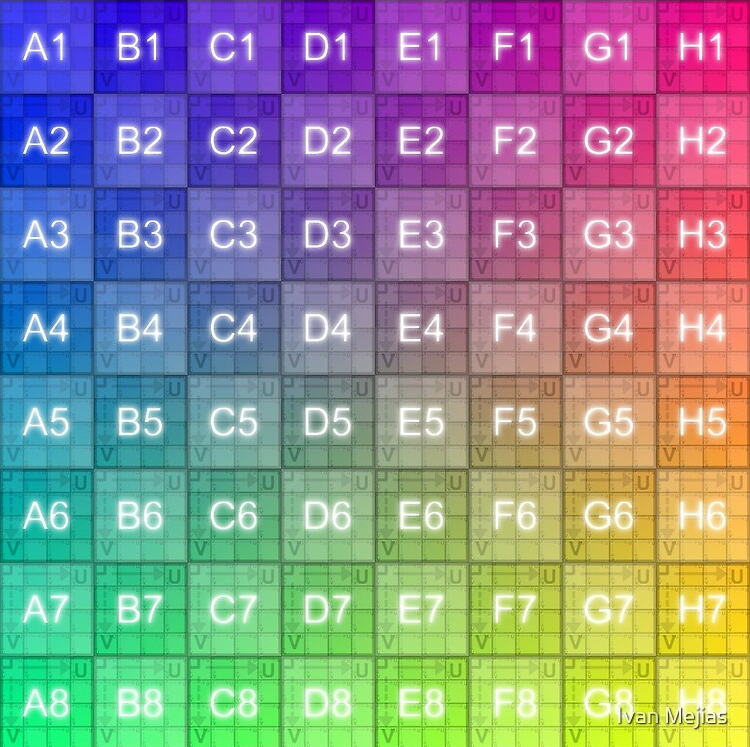 A1 B1 C1 D1 E1 F1 G1 H1
U U U U U U U U
V V V V V V V V
A2 B2 C2 D2 E2 F2 G2 H2
U U U U U U U U
V V V V V V V V
A3 B3 C3 D3 E3 F3 G3 H3
U U U U U U U U
V V V V V V V V
A4 B4 C4 D4 E4 F4 G4 H4
U U U U U U U U
V V V V V V V V
A5 B5 C5 D5 E5 F5 G5 H5
U U U U U U U U
V V V V V V V V
A6 B6 C6 D6 E6 F6 G6 H6
U U U U U U U U
V V V V V V V V
A7 B7 C7 D7 E7 F7 G7 H7
U U U U U U U U
V V V V V V V V
A8 B8 C8 D8 E8 F8 G8 H8
U U U U U U U U
V V V V V V V V
Ivan Mejias